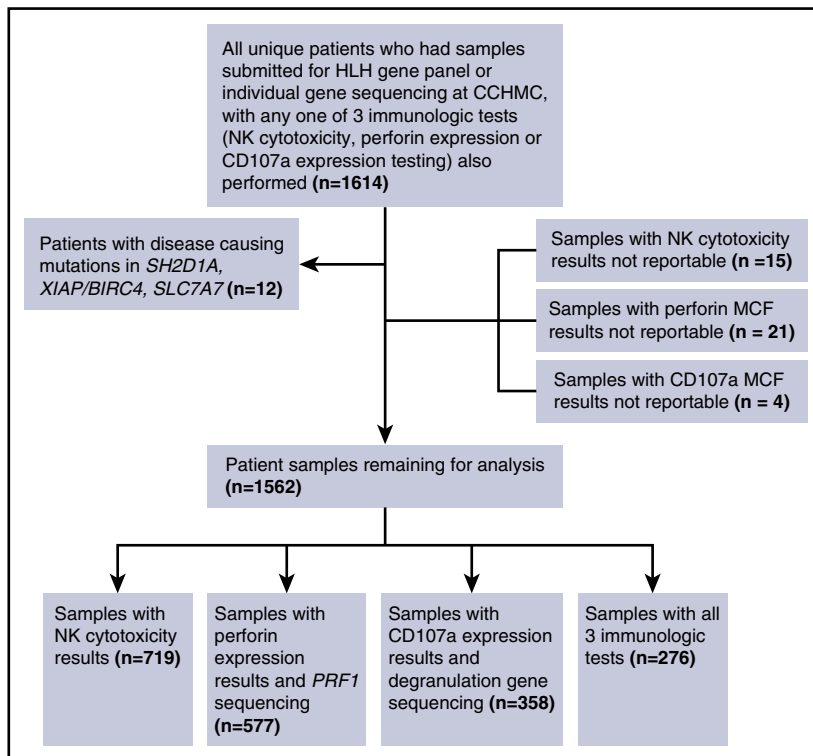 All unique patients who had samples
submitted for HLH gene panel or
individual gene sequencing at CCHMC,
with any one of 3 immunologic tests
(NK cytotoxicity, perforin expression or
CD107a expression testing) also
performed (n=1614)
Patients with disease causing
mutations in SH2D1A,
XIAP/BIRC4, SLC7A7 (n=12)
Samples with NK cytotoxicity
results not reportable (n =15)
Samples with perforin MCF
results not reportable (n = 21)
Samples with CD107a MCF
results not reportable (n = 4)
Patient samples remaining for analysis
(n=1562)
Samples with
NK cytotoxicity
results (n=719)
Samples with
perforin
expression
results and PRF1
sequencing
(n=577)
Samples with
CD107a expression
results and
degranulation gene
sequencing (n=358)
Samples with all
3 immunologic
tests (n=276)